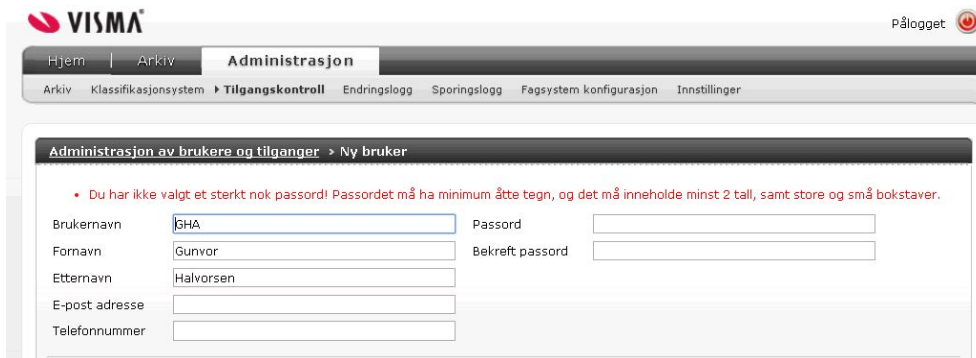 VISMA
Pålogget
Hjem | Arkiv Administrasjon
Arkiv Klassifikasjonsystem Tilgangskontroll Endringslogg Sporingslogg Fagsystem konfigurasjon Innstillinger
Administrasjon av brukere og tilganger » Ny bruker
• Du har ikke valgt et sterkt nok passord! Passordet må ha minimum åtte tegn, og det må inneholde minst 2 tall, samt store og små bokstaver.
Brukernavn GHA Passord
Fornavn Gunvor Bekreft passord
Etternavn Halvorsen
E-post adresse
Telefonnummer